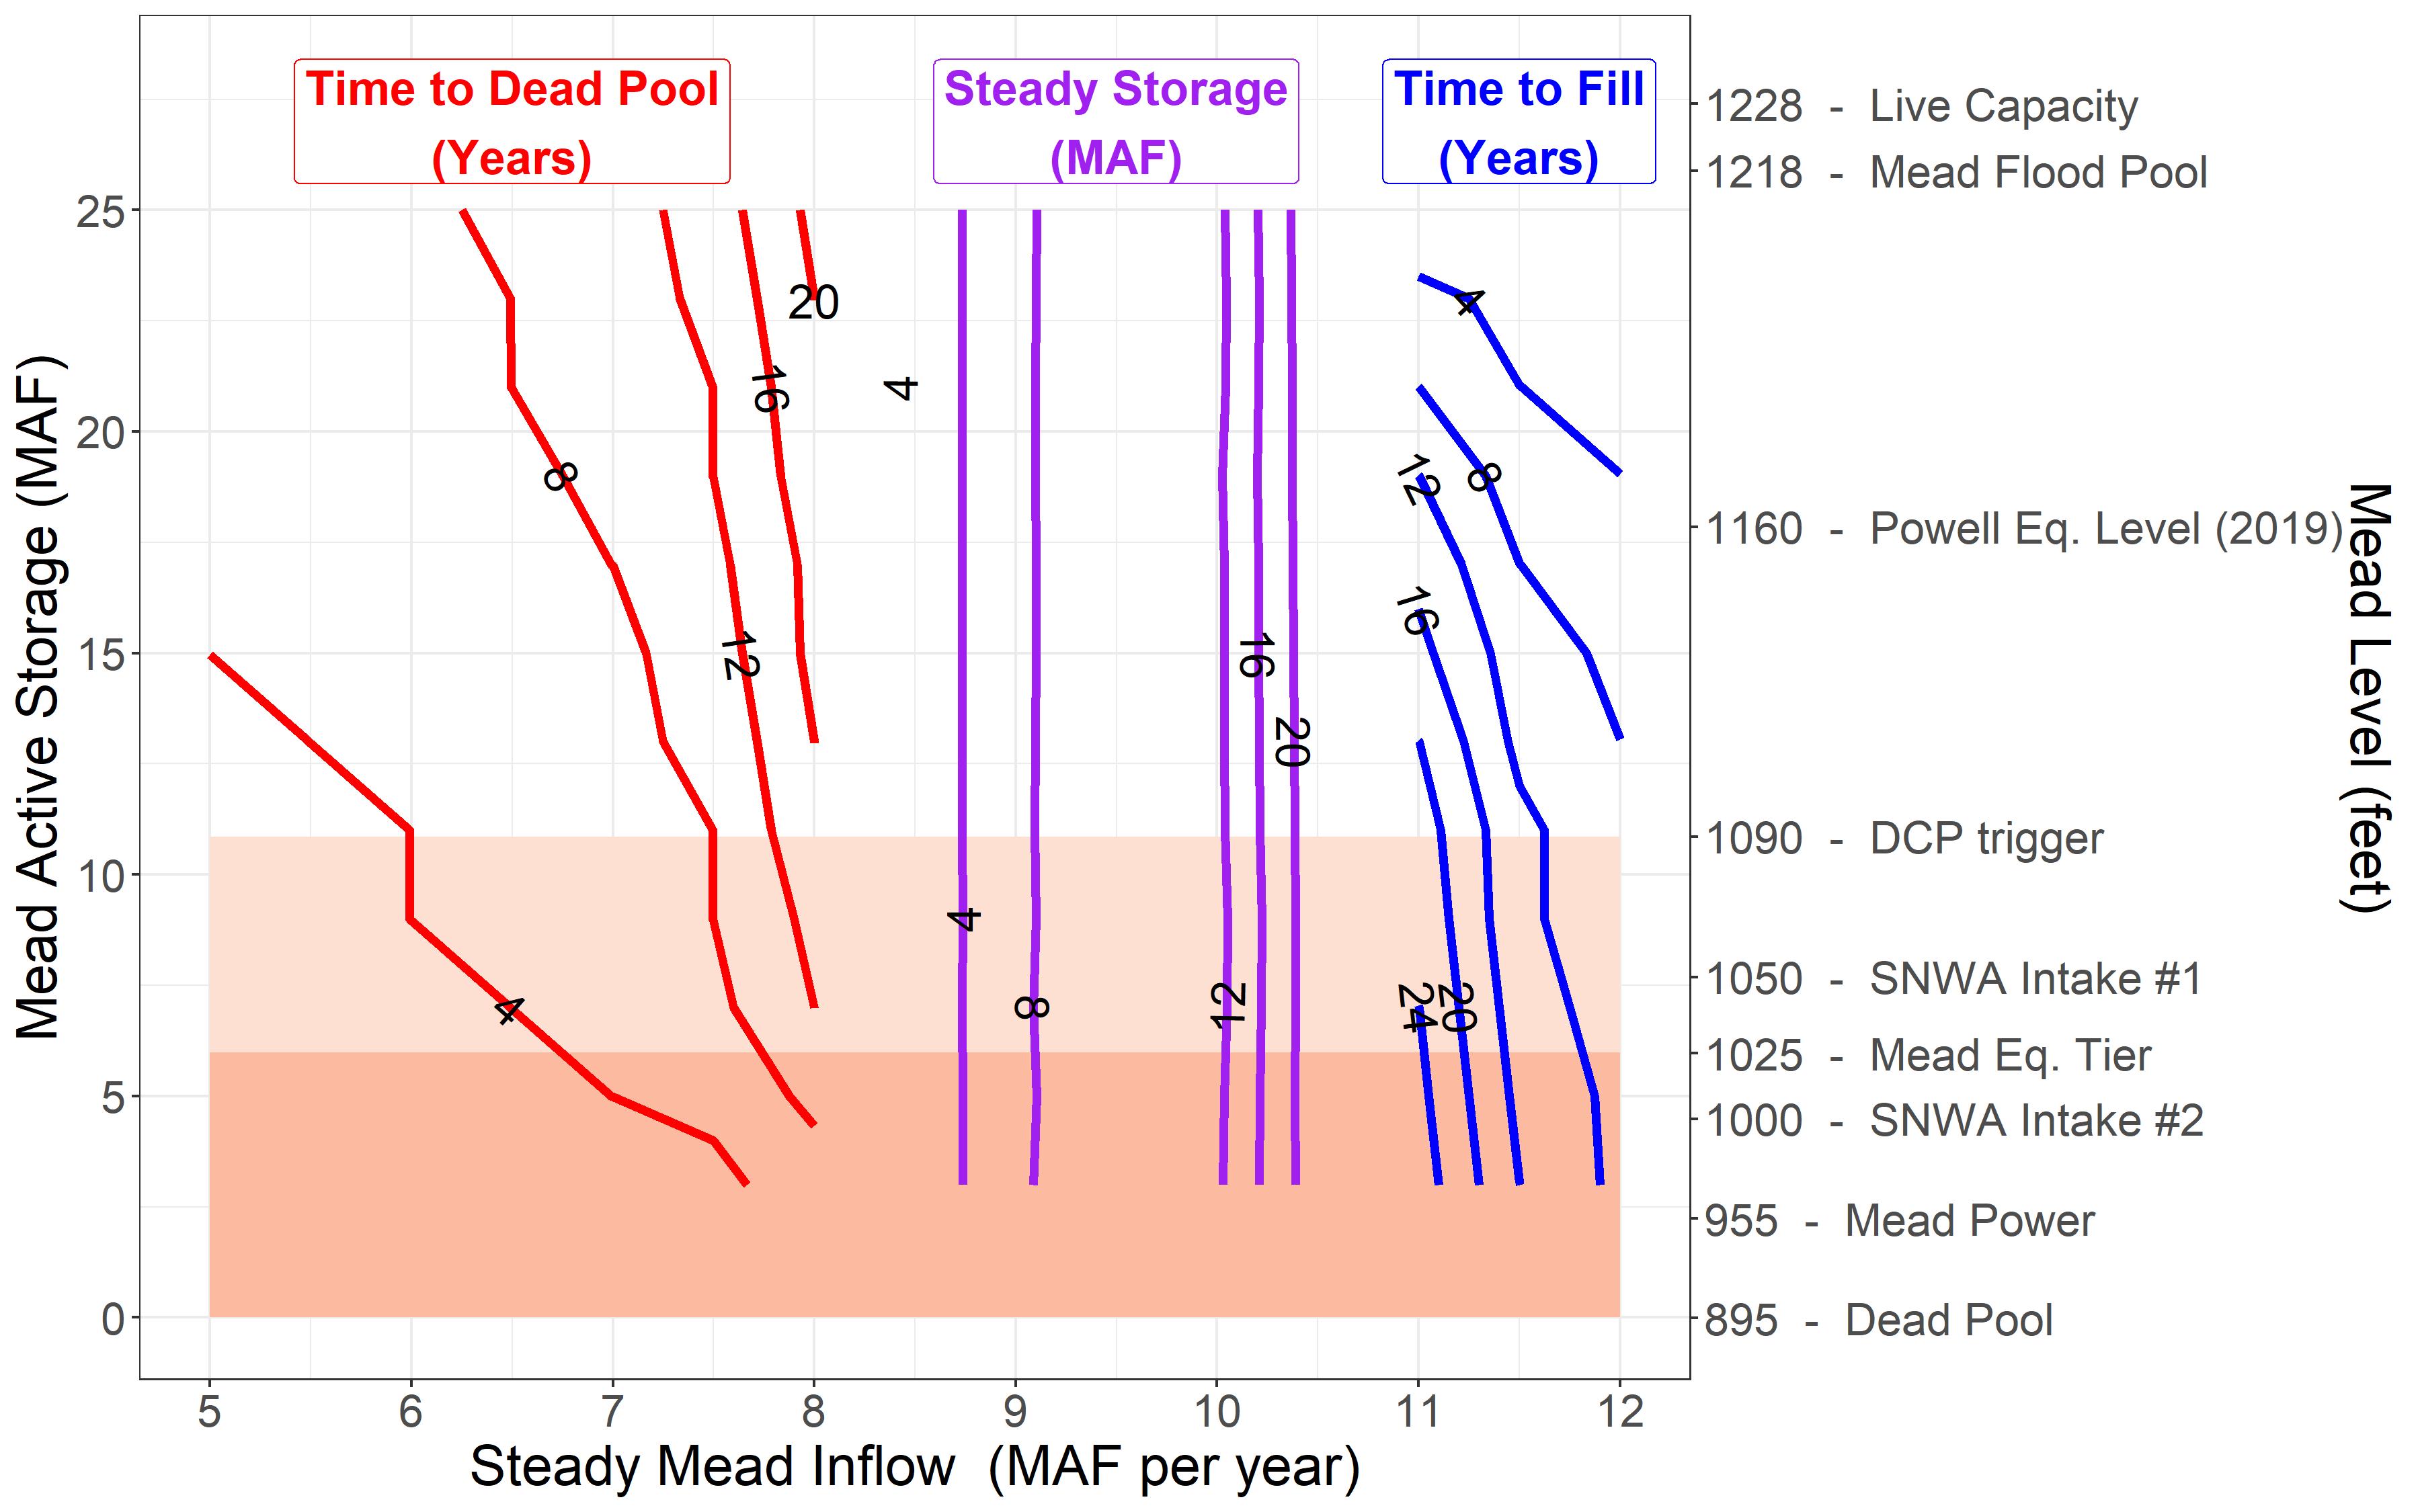 Time to Dead Pool
(Years)
Steady Storage
(MAF)
Time to Fill
(Years)
Mead Active Storage (MAF)
25
20
15
10
5
0
20
16
8
12
4
4
4
8
12
16
20
4
8
12
16
24
20
1228 - Live Capacity
1218 - Mead Flood Pool
1160 - Powell Eq. Level (2019)
1090 - DCP trigger
1050 - SNWA Intake #1
1025 - Mead Eq. Tier
1000 - SNWA Intake #2
955 - Mead Power
895 - Dead Pool
Mead Level (feet)
5 6 7 8 9 10 11 12
Steady Mead Inflow (MAF per year)